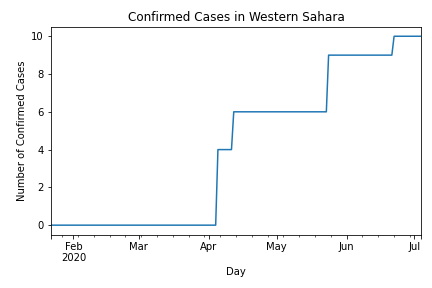 Confirmed Cases in Western Sahara
Number of Confirmed Cases
10
8
6
4
2
0
Feb Mar Apr May Jun Jul
2020
Day